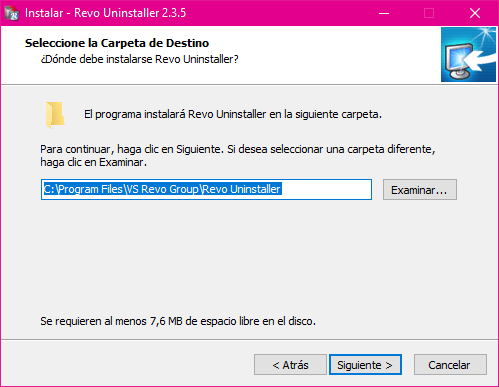 Instalar - Revo Uninstaller 2.3.5
Seleccione la Carpeta de Destino
¿Dónde debe instalarse Revo Uninstaller?
El programa instalará Revo Uninstaller en la siguiente carpeta.
Para continuar, haga clic en Siguiente. Si desea seleccionar una carpeta diferente,
haga clic en Examinar.
C:\Program Files\VS Revo Group\Revo Uninstaller
Examinar...
Se requieren al menos 7,6 MB de espacio libre en el disco.
< Atrás
Siguiente >
Cancelar